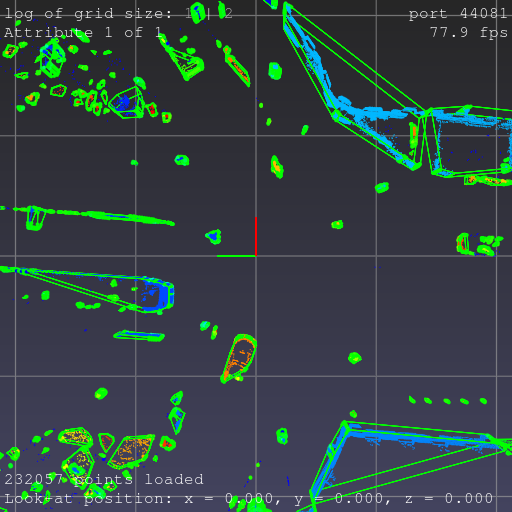 log of grid size: 1 | 2
port 44081
Attribute 1 of 1
77.9 fps
232057 points loaded
Look-at position: x = 0.000, y = 0.000, z = 0.000